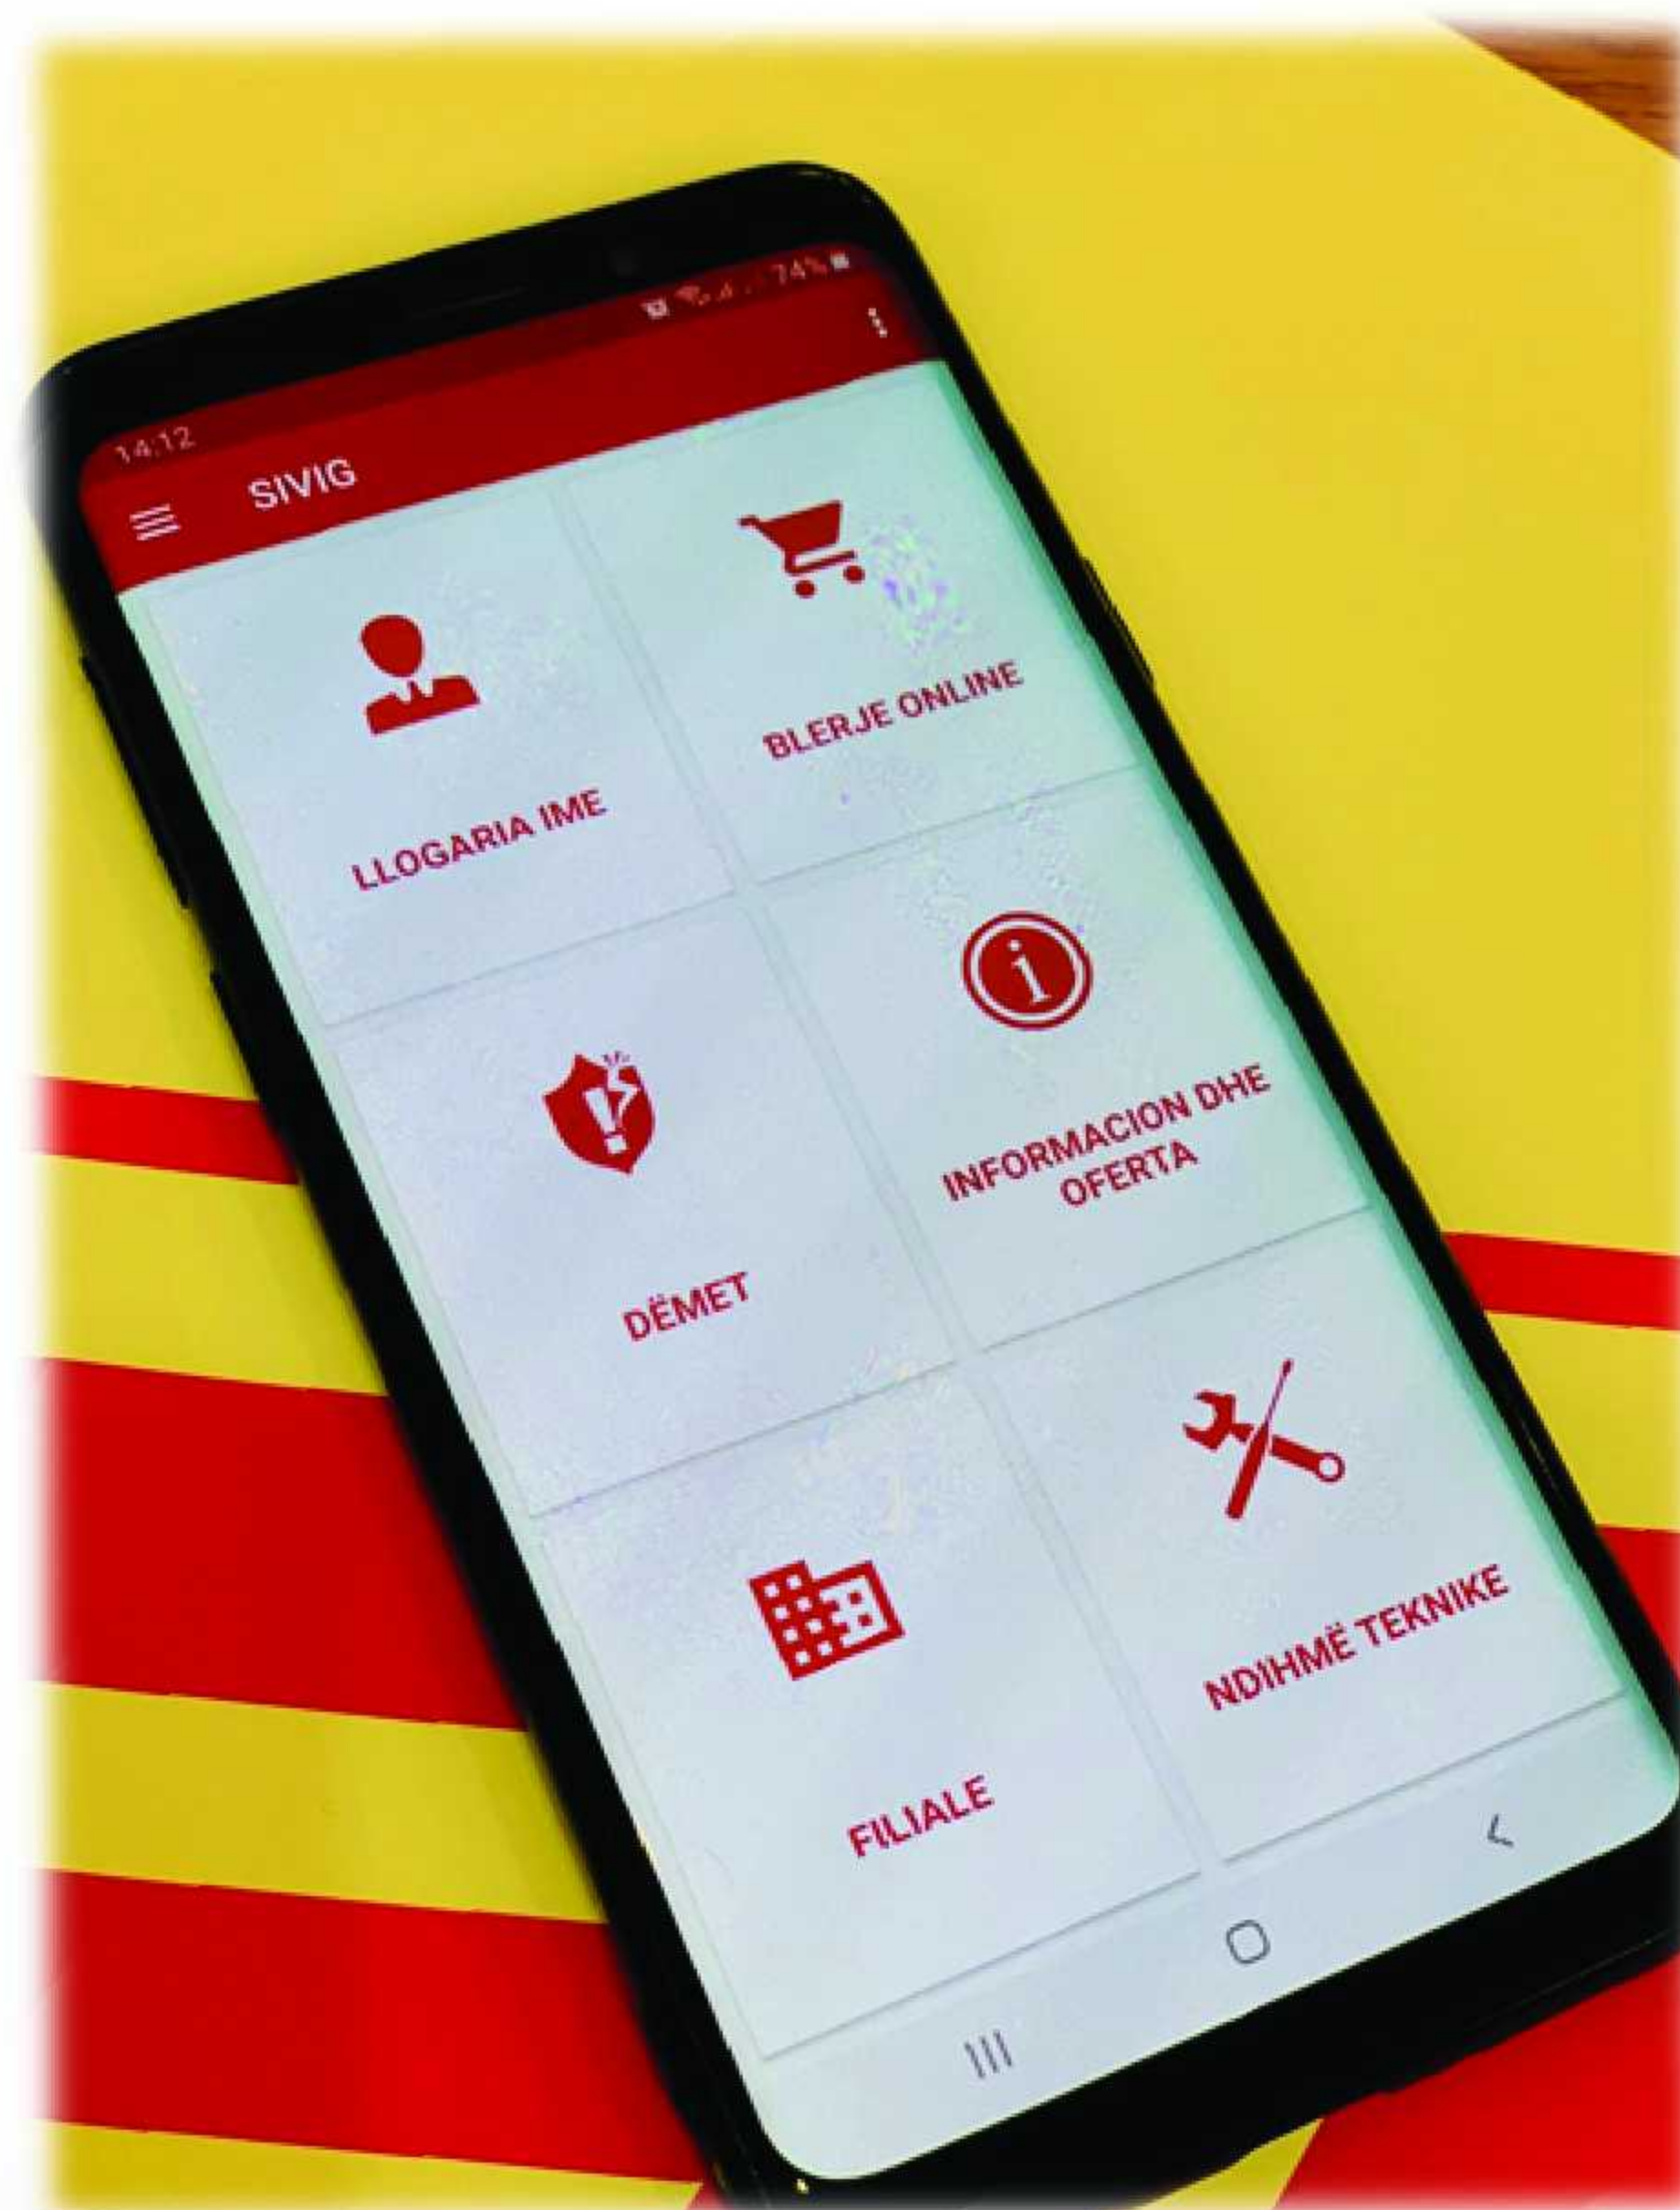 14:12
74%
SIVIG
LLOGARIA IME
BLERJE ONLINE
DËMET
INFORMACION DHE
OFERTA
FILIALE
NDIHMË TEKNIKE